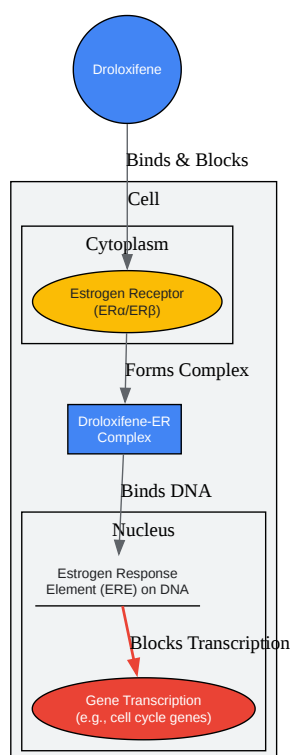 Droloxifene
Binds & Blocks
Cell
Cytoplasm
Estrogen Receptor
(ERα/ERβ)
Forms Complex
Droloxifene-ER
Complex
Binds DNA
Nucleus
Estrogen Response
Element (ERE) on DNA
Blocks Transcription
Gene Transcription
(e.g., cell cycle genes)